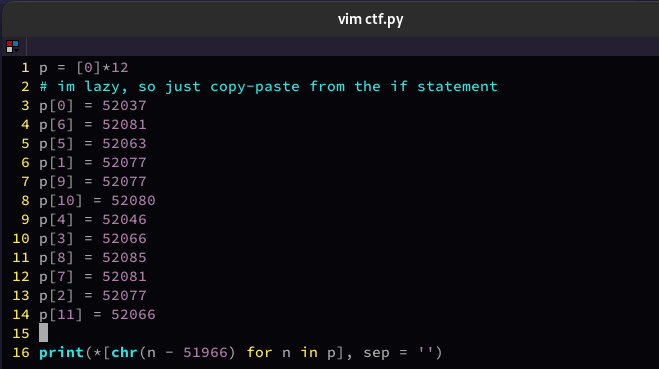 vim ctf.py
1 p = [0]*12
2 # im lazy, so just copy-paste from the if statement
3 p[0] = 52037
4 p[6] = 52081
5 p[5] = 52063
6 p[1] = 52077
7 p[9] = 52077
8 p[10] = 52080
9 p[4] = 52046
10 p[3] = 52066
11 p[8] = 52085
12 p[7] = 52081
13 p[2] = 52077
14 p[11] = 52066
15
16 print(*[chr(n - 51966) for n in p], sep = '')